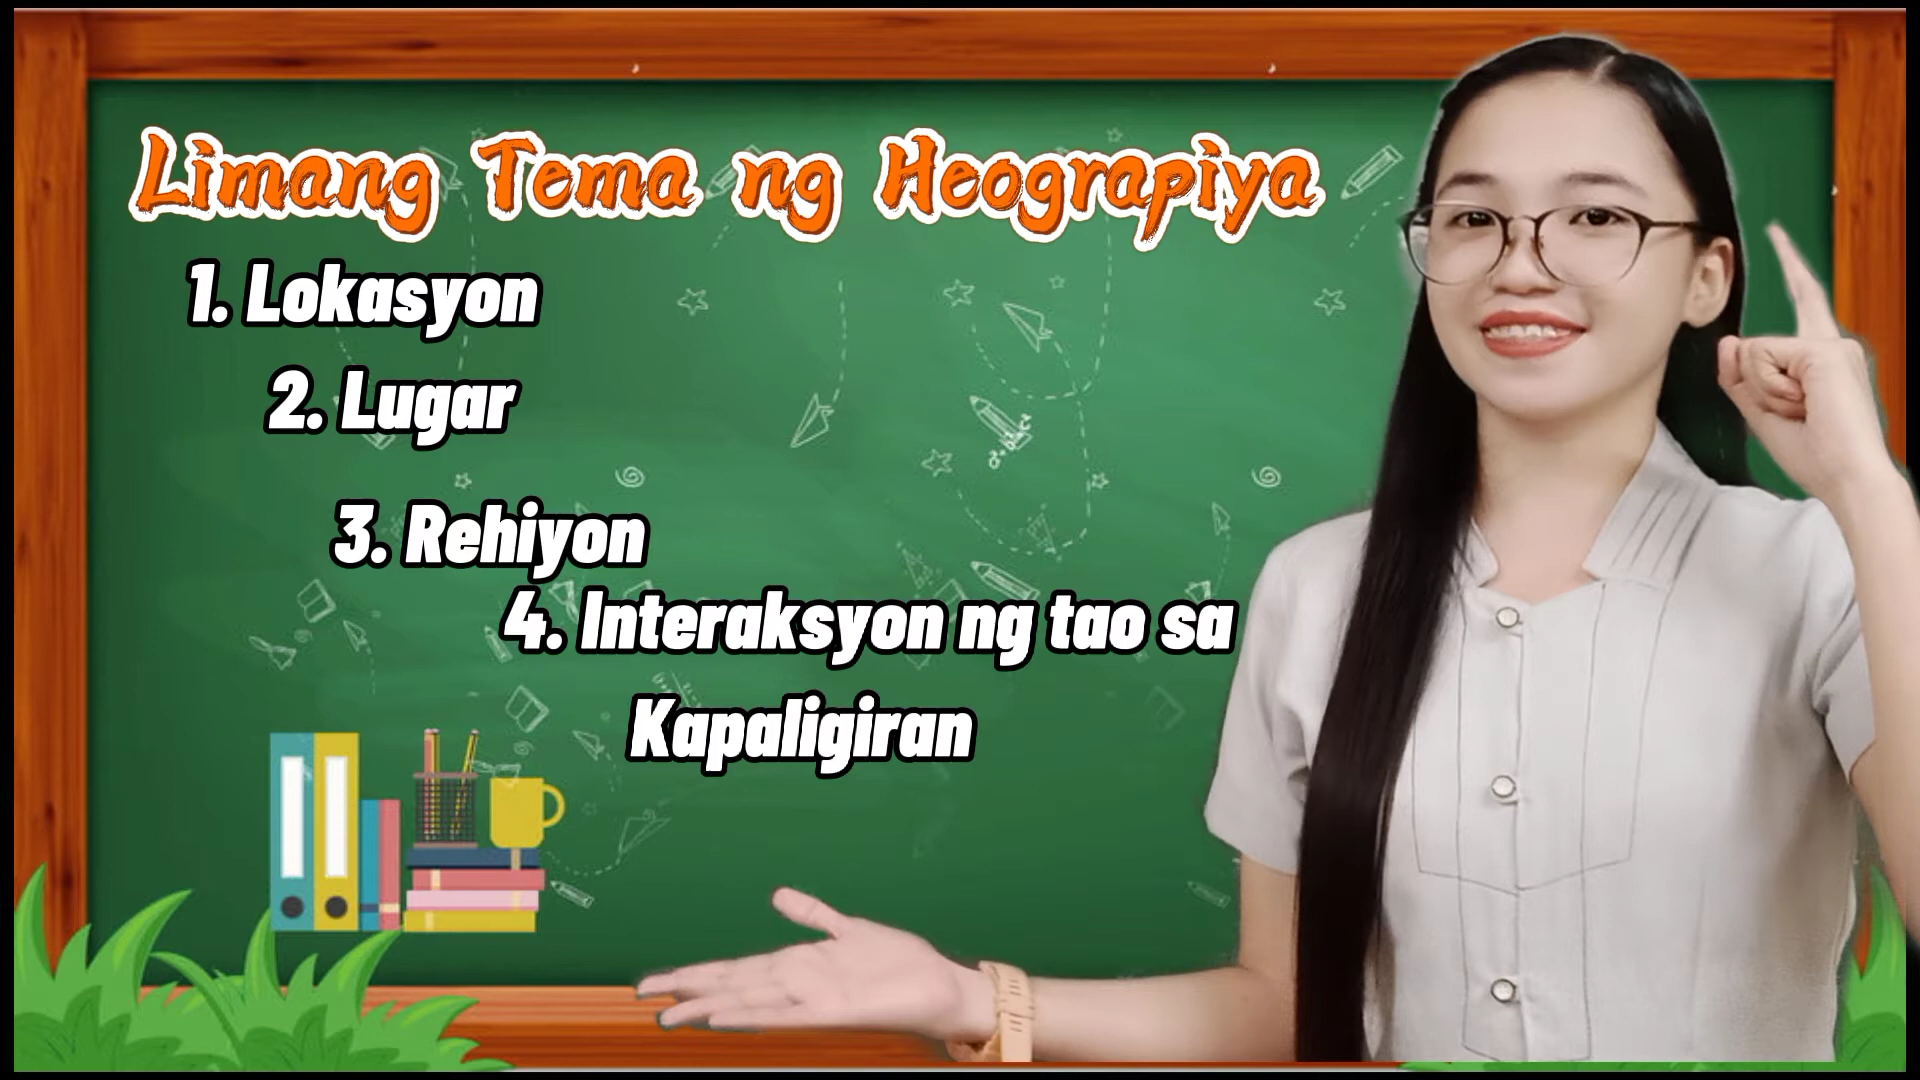 Limang Tema ng Heograpiya
1. Lokasyon
2. Lugar
3. Rehiyon
4. Interaksyon ng tao sa
Kapaligiran